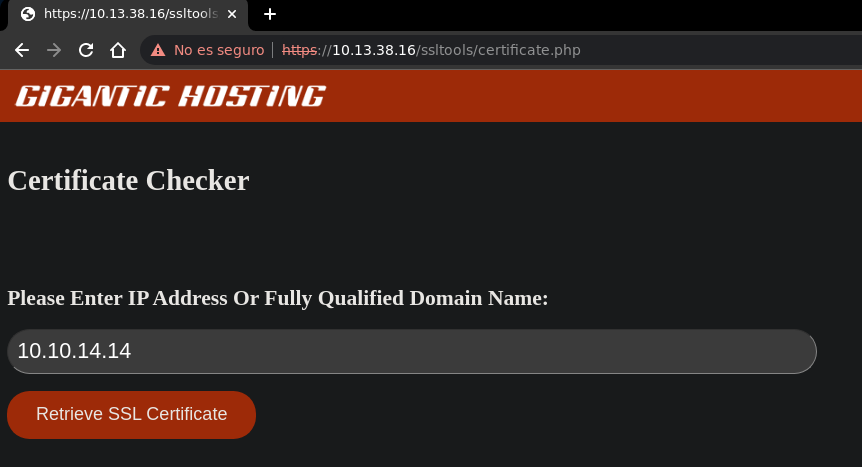 https://10.13.38.16/ssltools
No es seguro https://10.13.38.16/ssltools/certificate.php
GIGANTIC HOSTING
Certificate Checker
Please Enter IP Address Or Fully Qualified Domain Name:
10.10.14.14
Retrieve SSL Certificate